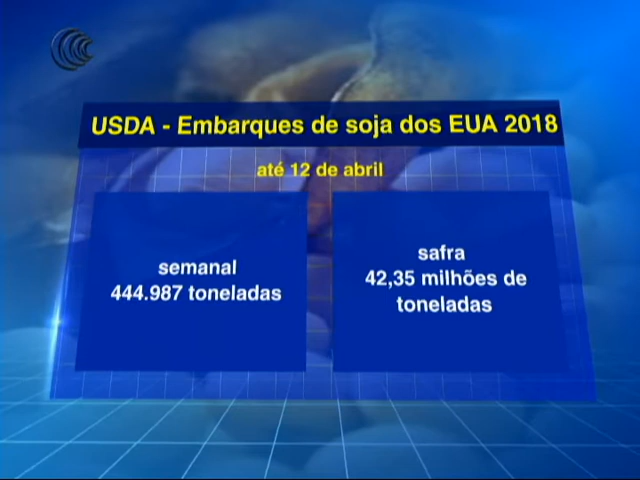 USDA - Embarques de soja dos EUA 2018
até 12 de abril
semanal
444.987 toneladas
safra
42,35 milhões de
toneladas